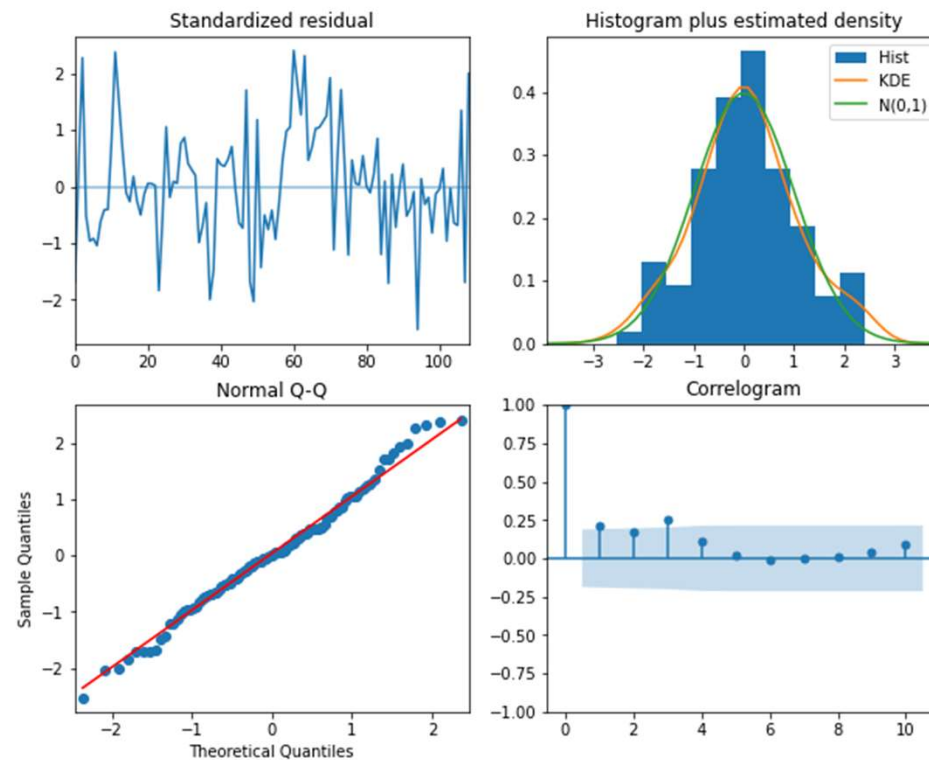 Standardized residual
2
1
0
−1
−2
0 20 40 60 80 100
Histogram plus estimated density
Hist
KDE
N(0,1)
0.4
0.3
0.2
0.1
0.0
−3 −2 −1 0 1 2 3
Normal Q-Q
Sample Quantiles
2
1
0
−1
−2
−2 −1 0 1 2
Theoretical Quantiles
Correlogram
1.00
0.75
0.50
0.25
0.00
−0.25
−0.50
−0.75
−1.00
0 2 4 6 8 10